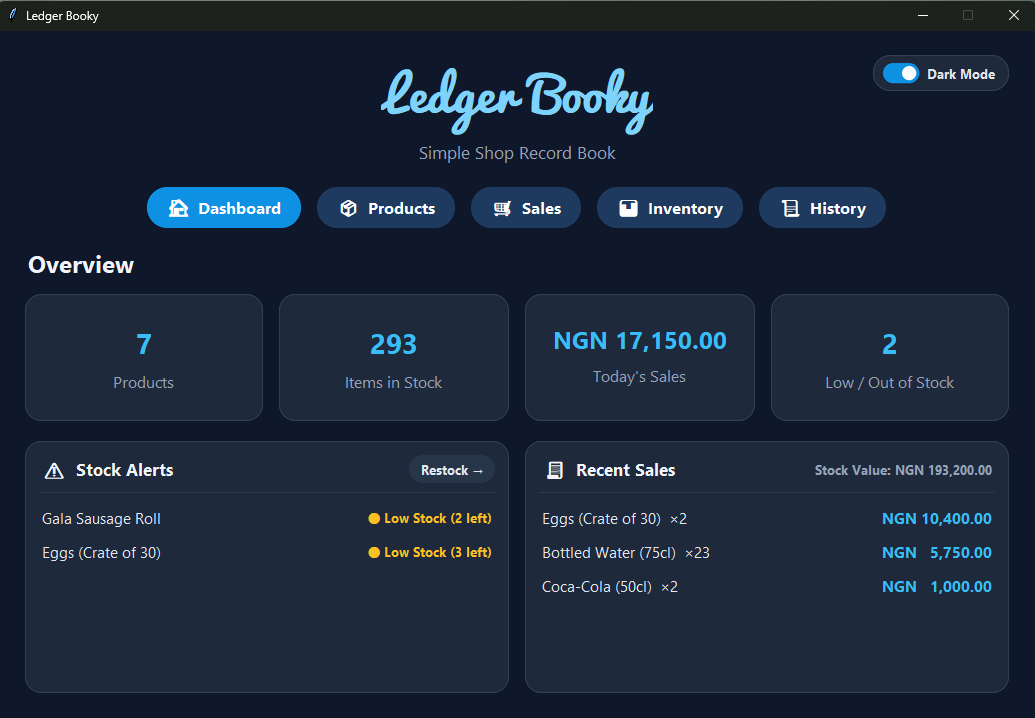 Ledger Booky
Dark Mode
Ledger Booky
Simple Shop Record Book
Dashboard Products Sales Inventory History
Overview
7
Products
293
Items in Stock
NGN 17,150.00
Today's Sales
2
Low / Out of Stock
Stock Alerts Restock →
Gala Sausage Roll Low Stock (2 left)
Eggs (Crate of 30) Low Stock (3 left)
Recent Sales Stock Value: NGN 193,200.00
Eggs (Crate of 30) ×2 NGN 10,400.00
Bottled Water (75cl) ×23 NGN 5,750.00
Coca-Cola (50cl) ×2 NGN 1,000.00